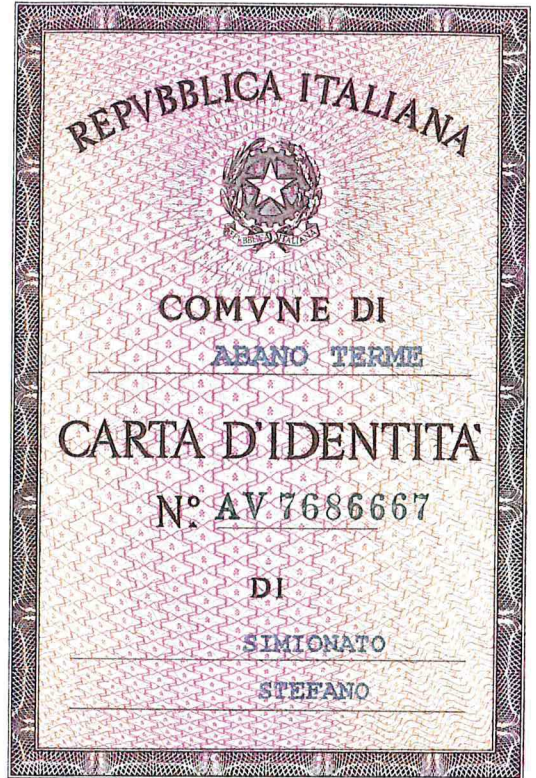 REPVBBLICA ITALIANA
COMVNE DI
ABANO TERME
CARTA D'IDENTITA'
N° AV 7686667
DI
SIMIONATO
STEFANO